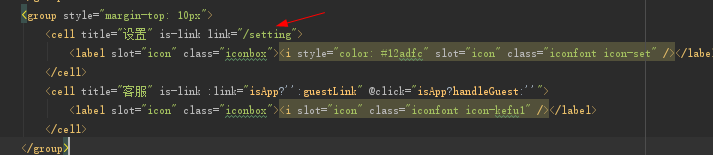 <group style="margin-top: 10px">
<cell title="设置" is-link link="/setting">
<label slot="icon" class="iconbox"><i style="color: #12adfc" slot="icon" class="iconfont icon-set" /></la
</cell>
<cell title="客服" is-link :link="isApp?'':guestLink" @click="isApp?handleGuest:''">
<label slot="icon" class="iconbox"><i slot="icon" class="iconfont icon-kefu1" /></label>
</cell>
</group>